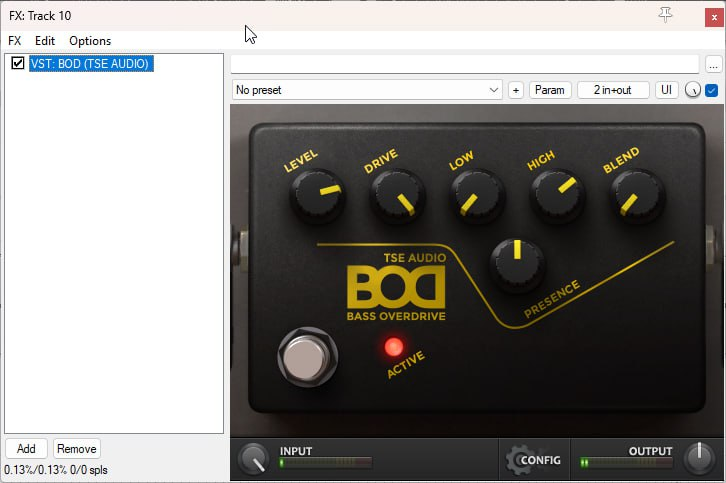 FX: Track 10
FX Edit Options
VST: BOD (TSE AUDIO)
...
No preset
+ Param 2 in+out UI
LEVEL DRIVE LOW HIGH BLEND
TSE AUDIO
BOD
BASS OVERDRIVE
PRESENCE
ACTIVE
Add Remove
0.13%/0.13% 0/0 spls
INPUT
CONFIG
OUTPUT